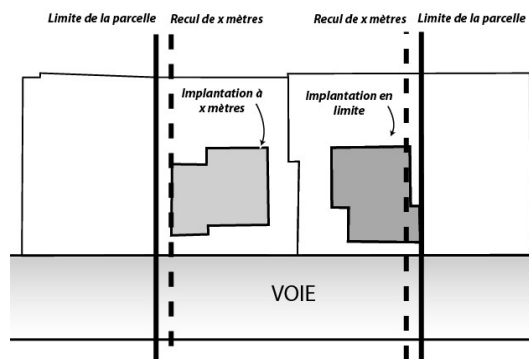 Limite de la parcelle
Recul de x mètres
Recul de x mètres
Limite de la parcelle
Implantation à
x mètres
Implantation en
limite
VOIE